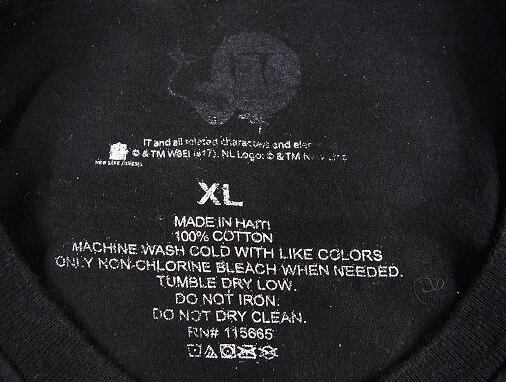 IT and all related characters and
© & TM WBEI (s17). NL Logo: © & TM
NEW LINE CINEMA
XL
MADE IN HAITI
100% COTTON
MACHINE WASH COLD WITH LIKE COLORS
ONLY NON-CHLORINE BLEACH WHEN NEEDED.
TUMBLE DRY LOW.
DO NOT IRON.
DO NOT DRY CLEAN.
RN# 115665